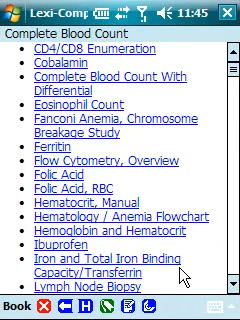 Lexi-Comp 11:45
Complete Blood Count
CD4/CD8 Enumeration
Cobalamin
Complete Blood Count With
Differential
Eosinophil Count
Fanconi Anemia, Chromosome
Breakage Study
Ferritin
Flow Cytometry, Overview
Folic Acid
Folic Acid, RBC
Hematocrit, Manual
Hematology / Anemia Flowchart
Hemoglobin and Hematocrit
Ibuprofen
Iron and Total Iron Binding
Capacity/Transferrin
Lymph Node Biopsy
Book H